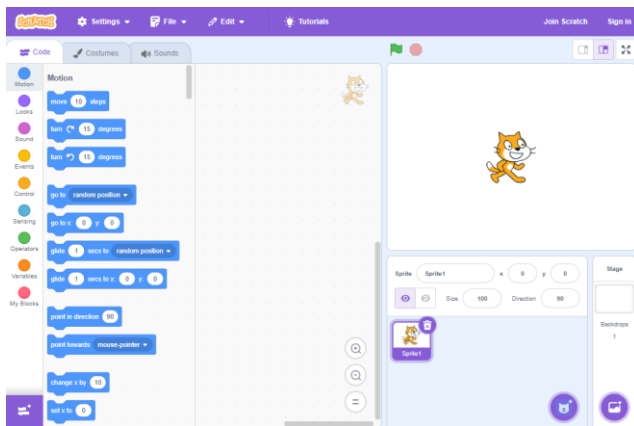 SCRATCH Settings File Edit Tutorials Join Scratch Sign in
Code Costumes Sounds
Motion
Looks
Sound
Events
Control
Sensing
Operators
Variables
My Blocks
Motion
move 10 steps
turn 15 degrees
turn 15 degrees
go to random position
go to x: 0 y: 0
glide 1 secs to random position
glide 1 secs to x: 0 y: 0
point in direction 90
point towards mouse-pointer
change x by 10
set x to 0
Sprite Sprite1 x 0 y 0
Size 100 Direction 90
Sprite1
Stage
Backdrops
1